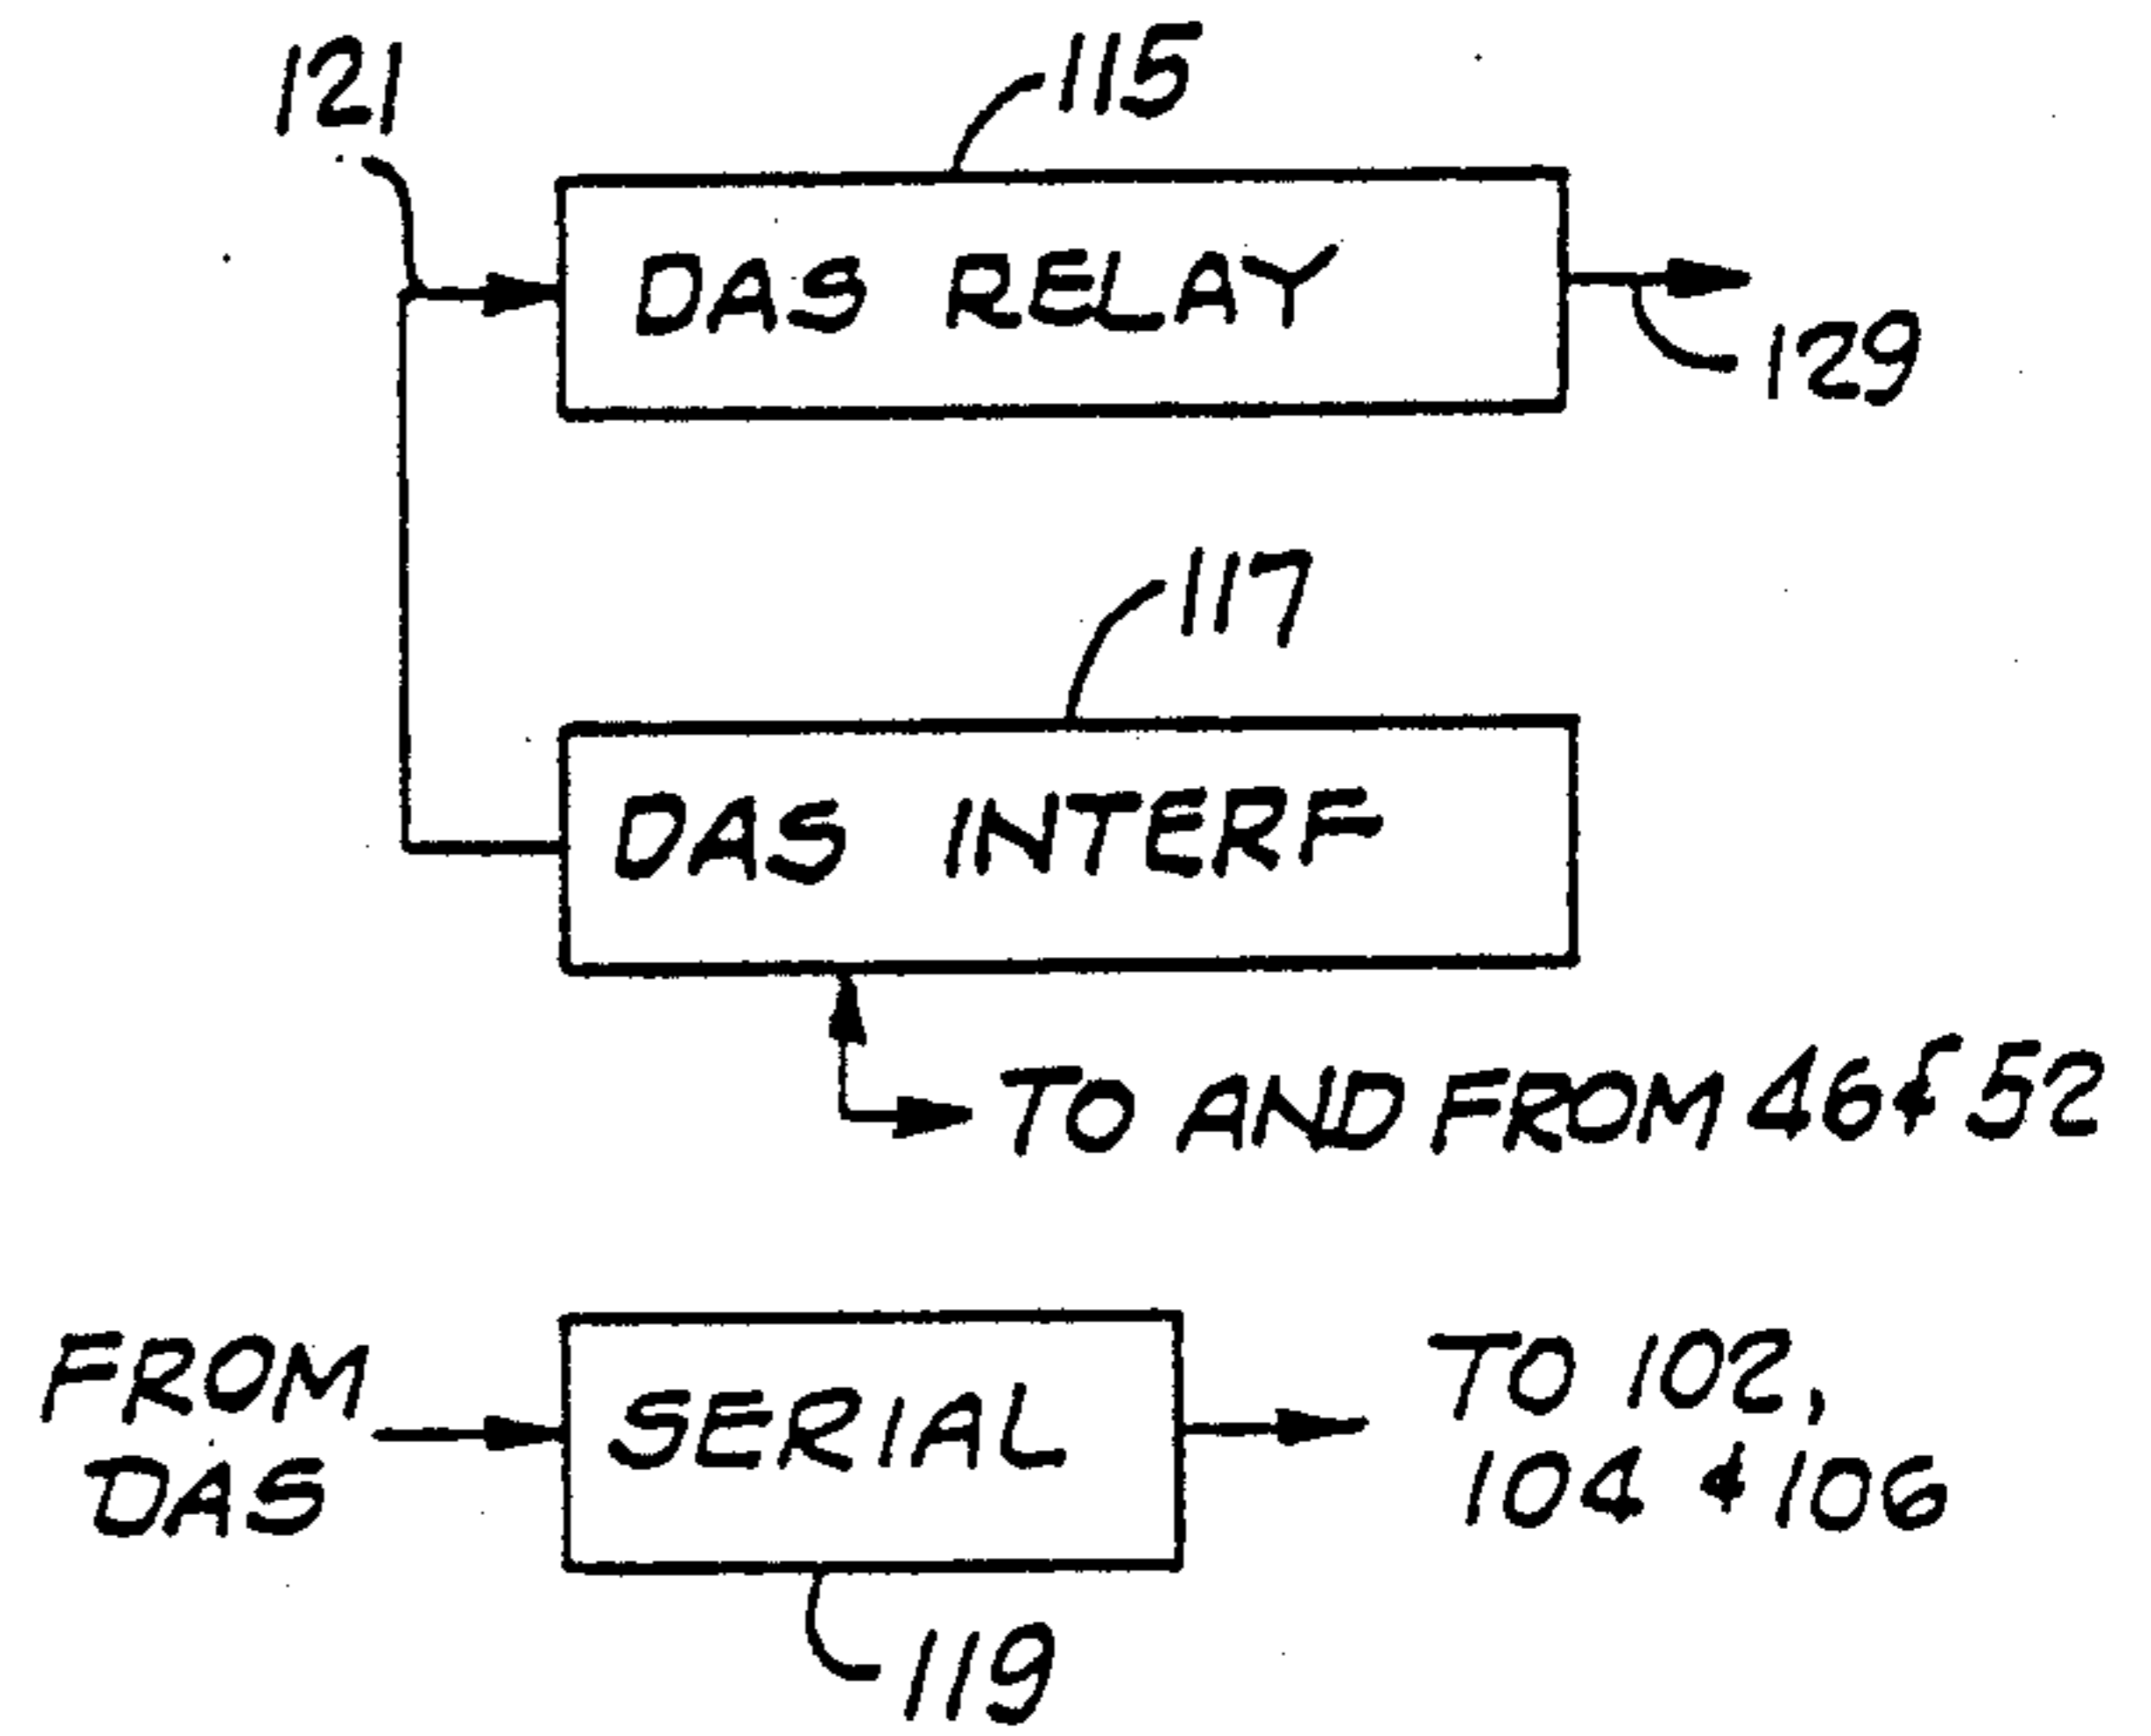 121
115
DAS RELAY
129
117
DAS INTERF
TO AND FROM 46 & 52
FROM
DAS
SERIAL
TO 102,
104 & 106
119